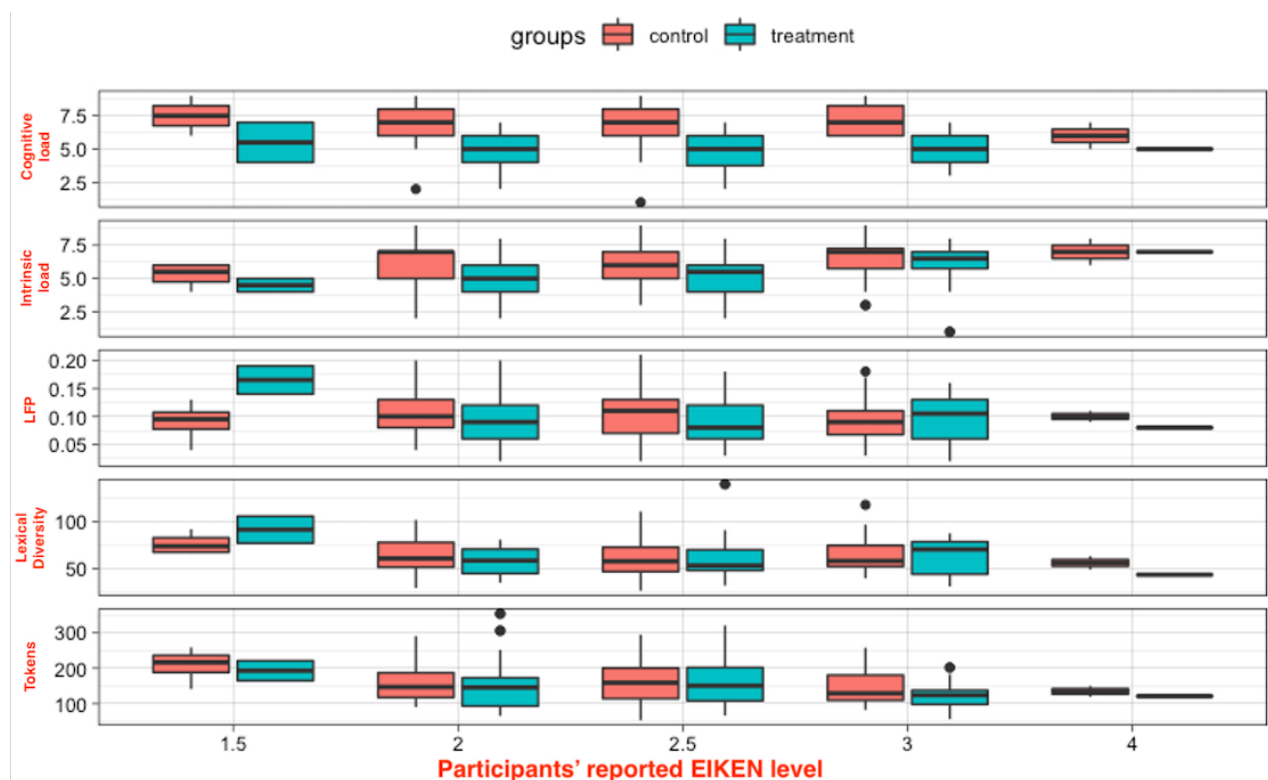 groups control treatment
Cognitive
load
7.5
5.0
2.5
Intrinsic
load
7.5
5.0
2.5
LFP
0.20
0.15
0.10
0.05
Lexical
Diversity
100
50
Tokens
300
200
100
1.5 2 2.5 3 4
Participants' reported EIKEN level